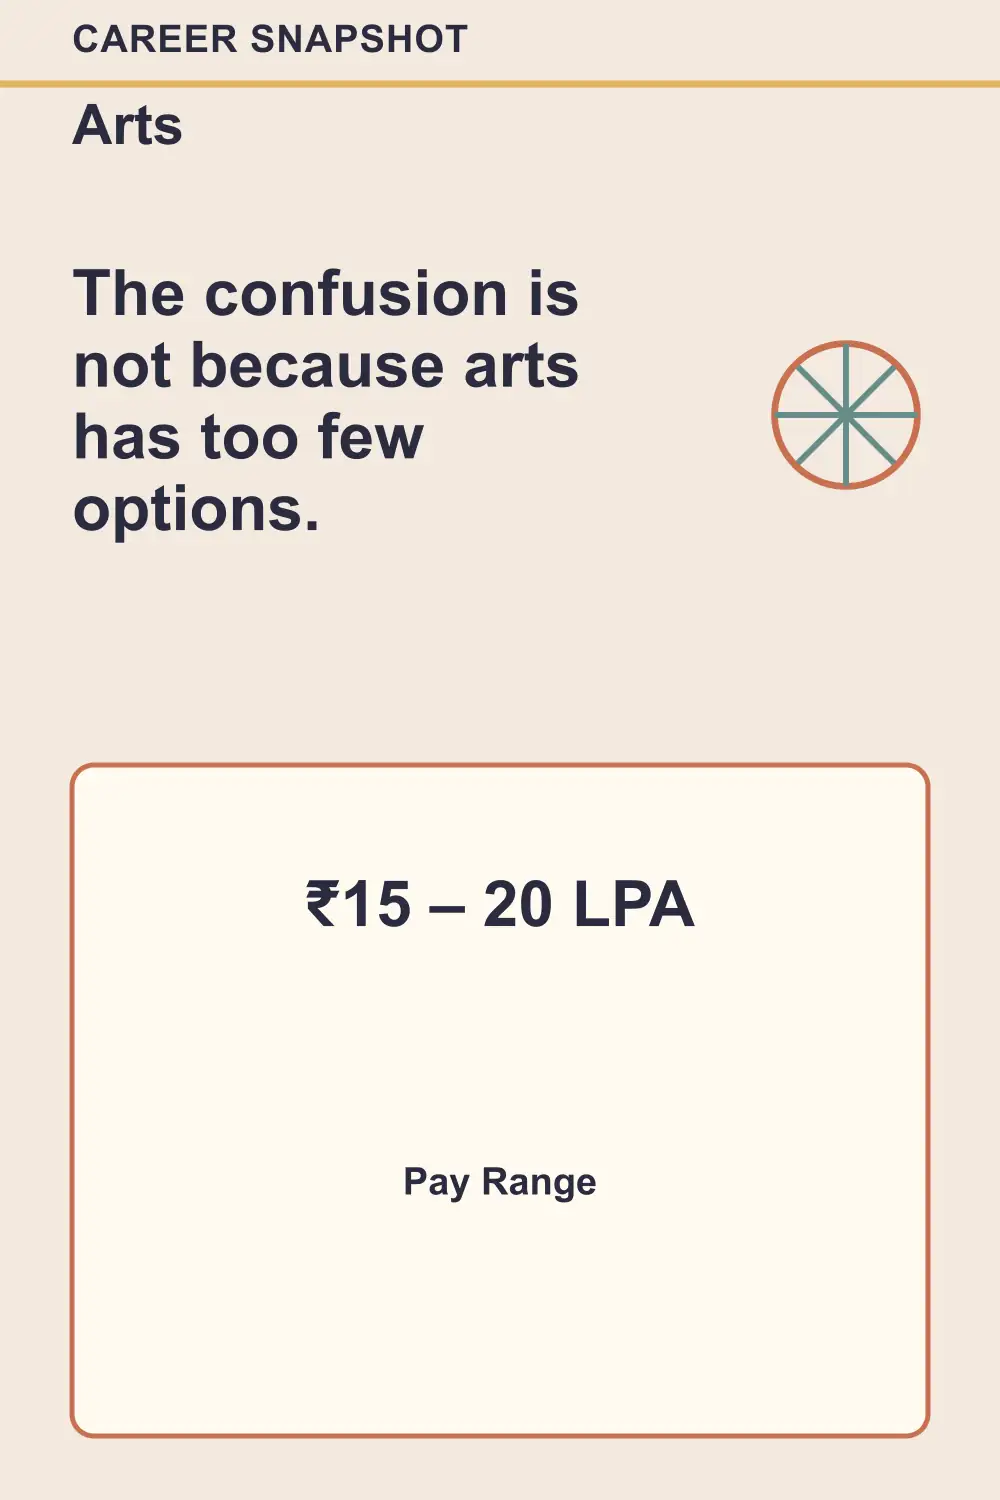 CAREER SNAPSHOT
Arts
The confusion is
not because arts
has too few
options.
₹15 – 20 LPA
Pay Range